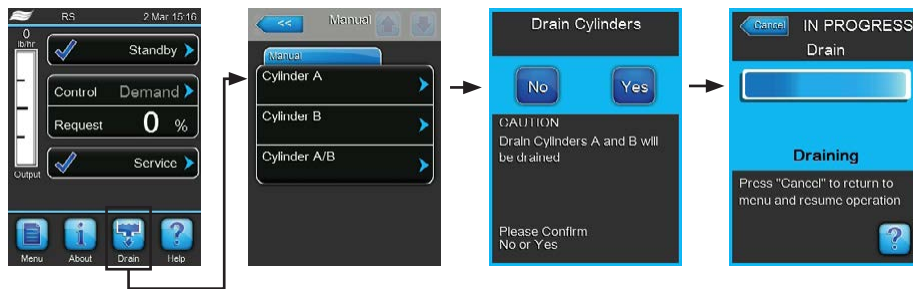 RS 2 Mar 15:16
0
lb/hr
Standby
Control Demand
Request 0 %
Service
Output
Menu About Drain Help
<< Manual
Manual
Cylinder A
Cylinder B
Cylinder A/B
Drain Cylinders
No Yes
CAUTION
Drain Cylinders A and B will
be drained
Please Confirm
No or Yes
Cancel IN PROGRESS
Drain
Draining
Press "Cancel" to return to
menu and resume operation
?